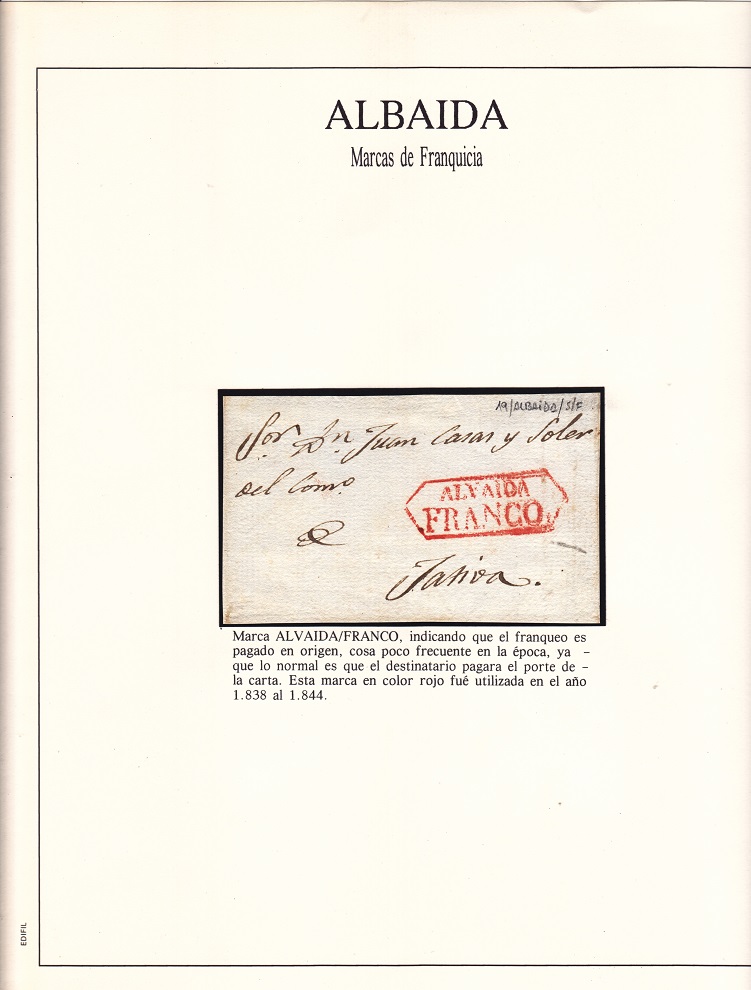 ALBAIDA
Marcas de Franquicia
19/ALBAIDA/S/F
Sor. Dn. Juan Casas y Soler
del Como.
ALVAIDA
FRANCO
Jativa.
Marca ALVAIDA/FRANCO, indicando que el franqueo es
pagado en origen, cosa poco frecuente en la época, ya –
que lo normal es que el destinatario pagara el porte de –
la carta. Esta marca en color rojo fué utilizada en el año
1.838 al 1.844.
EDIFIL